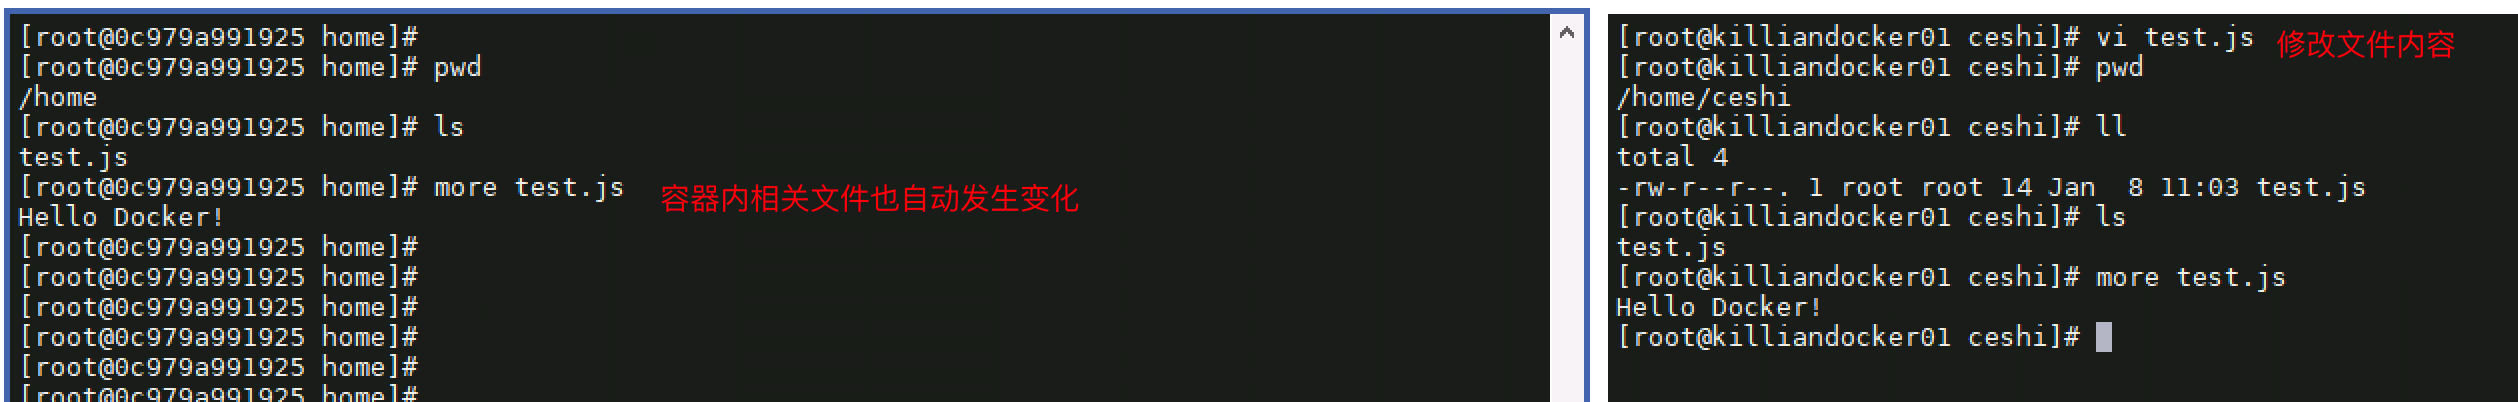 [root@0c979a991925 home]#
[root@0c979a991925 home]# pwd
/home
[root@0c979a991925 home]# ls
test.js
[root@0c979a991925 home]# more test.js 容器内相关文件也自动发生变化
Hello Docker!
[root@0c979a991925 home]#
[root@0c979a991925 home]#
[root@0c979a991925 home]#
[root@0c979a991925 home]#
[root@0c979a991925 home]#
[root@0c979a991925 home]#
[root@killiandocker01 ceshi]# vi test.js 修改文件内容
[root@killiandocker01 ceshi]# pwd
/home/ceshi
[root@killiandocker01 ceshi]# ll
total 4
-rw-r--r--. 1 root root 14 Jan  8 11:03 test.js
[root@killiandocker01 ceshi]# ls
test.js
[root@killiandocker01 ceshi]# more test.js
Hello Docker!
[root@killiandocker01 ceshi]#